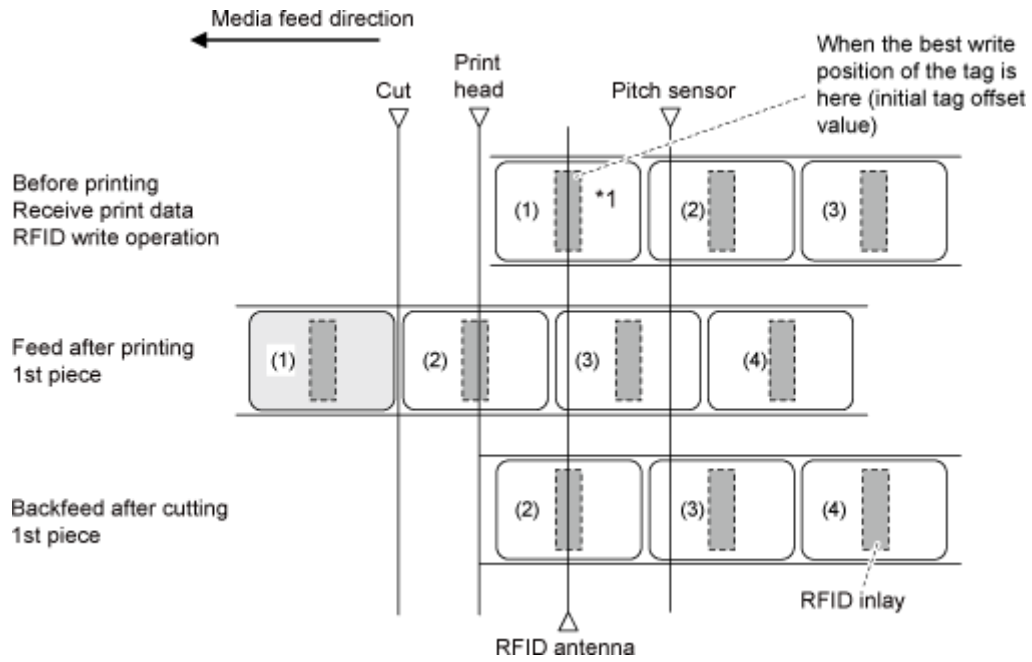 Media feed direction
When the best write
position of the tag is
here (initial tag offset
value)
Print
head
Cut
Pitch sensor
Before printing
Receive print data
RFID write operation
(1)
*1
(2)
(3)
Feed after printing
1st piece
(1)
(2)
(3)
(4)
Backfeed after cutting
1st piece
(2)
(3)
(4)
RFID inlay
RFID antenna